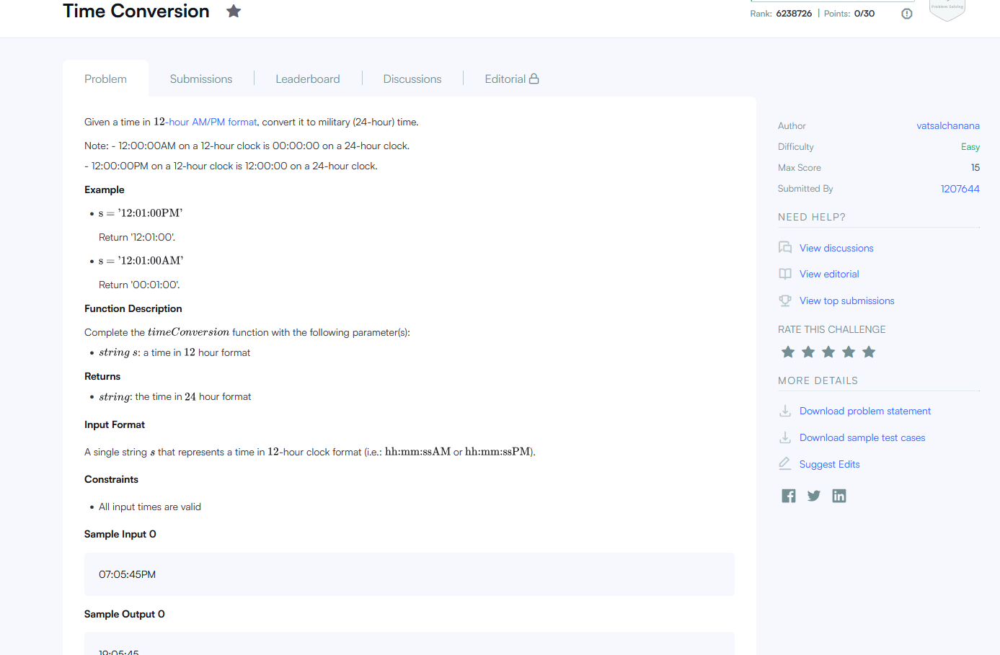 Time Conversion
Rank: 6238726 | Points: 0/30
Problem Solving
Problem
Submissions
Leaderboard
Discussions
Editorial
Given a time in 12-hour AM/PM format, convert it to military (24-hour) time.
Note: - 12:00:00AM on a 12-hour clock is 00:00:00 on a 24-hour clock.
- 12:00:00PM on a 12-hour clock is 12:00:00 on a 24-hour clock.
Example
• s = '12:01:00PM'
Return '12:01:00'.
• s = '12:01:00AM'
Return '00:01:00'.
Function Description
Complete the timeConversion function with the following parameter(s):
• string s: a time in 12 hour format
Returns
• string: the time in 24 hour format
Input Format
A single string s that represents a time in 12-hour clock format (i.e.: hh:mm:ssAM or hh:mm:ssPM).
Constraints
• All input times are valid
Sample Input 0
07:05:45PM
Sample Output 0
19:05:45
Author vatsalchanana
Difficulty Easy
Max Score 15
Submitted By 1207644
NEED HELP?
View discussions
View editorial
View top submissions
RATE THIS CHALLENGE
MORE DETAILS
Download problem statement
Download sample test cases
Suggest Edits